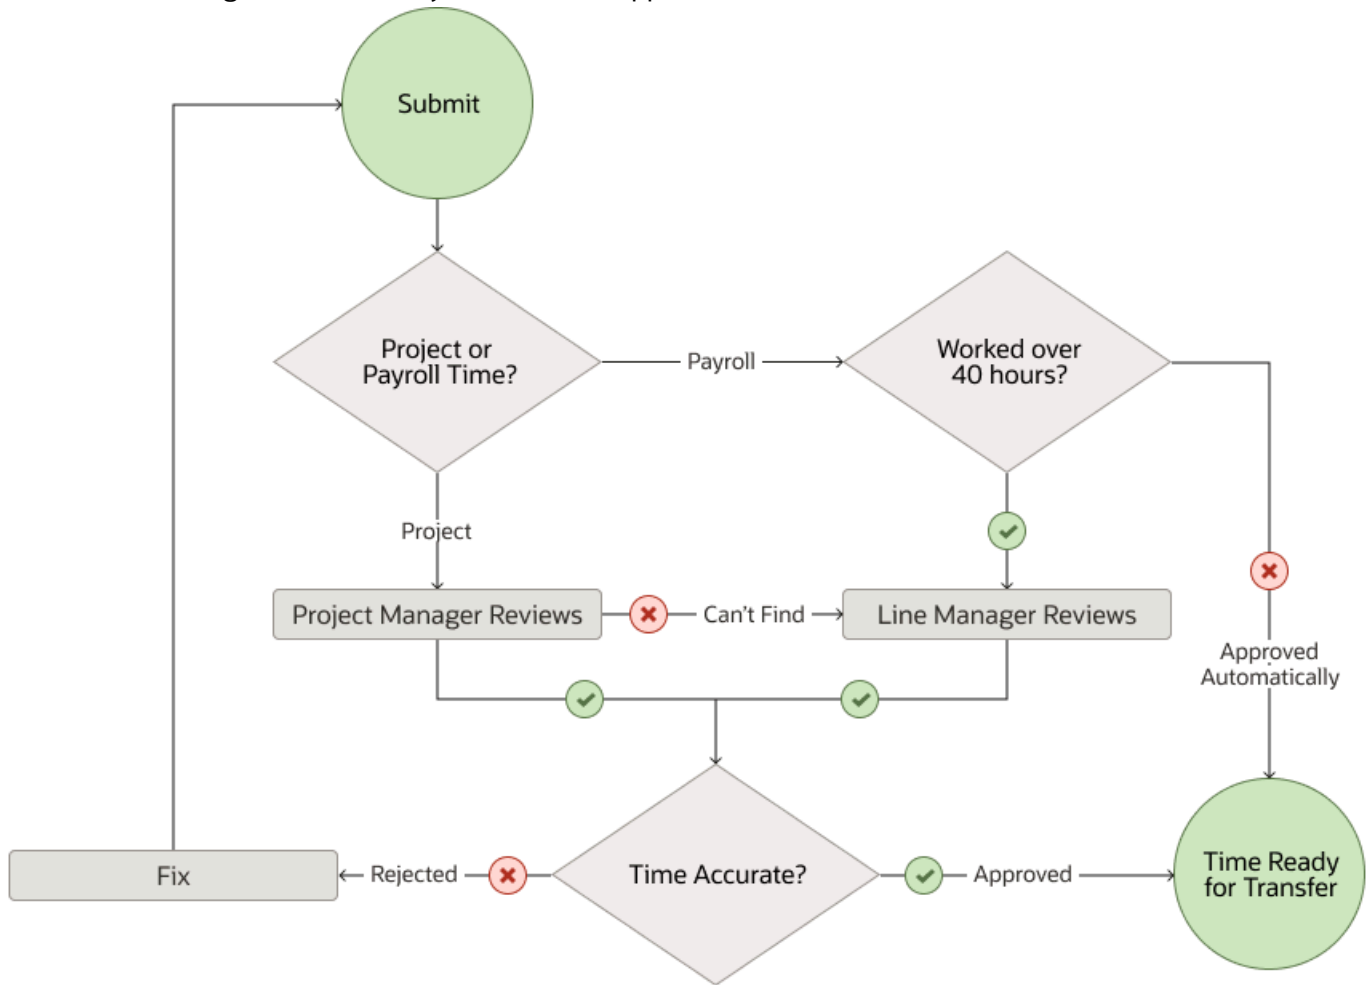 Submit
Project or
Payroll Time?
Payroll
Worked over
40 hours?
Project
Project Manager Reviews
Can't Find
Line Manager Reviews
Approved
Automatically
Fix
Rejected
Time Accurate?
Approved
Time Ready
for Transfer